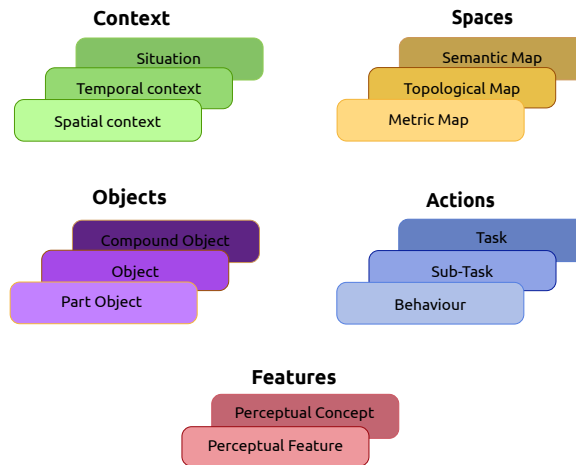 Context
Situation
Temporal context
Spatial context
Spaces
Semantic Map
Topological Map
Metric Map
Objects
Compound Object
Object
Part Object
Actions
Task
Sub-Task
Behaviour
Features
Perceptual Concept
Perceptual Feature